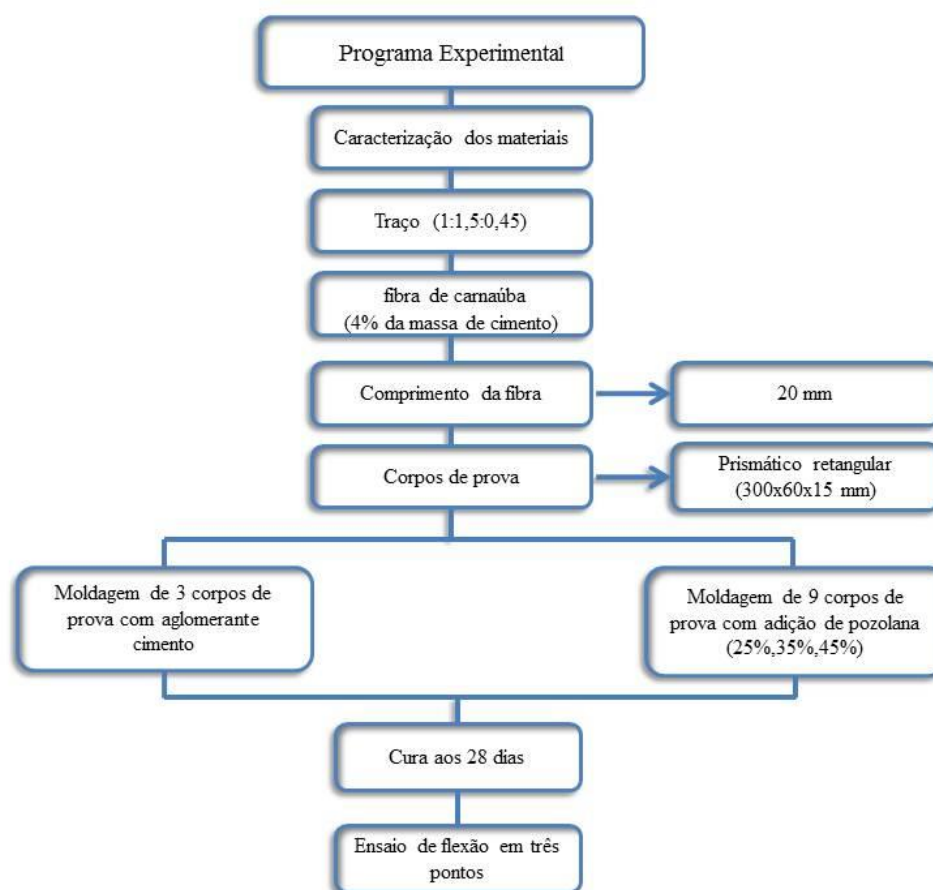 Programa Experimental
Caracterização dos materiais
Traço (1:1,5:0,45)
fibra de carnaúba
(4% da massa de cimento)
Comprimento da fibra
20 mm
Corpos de prova
Prismático retangular
(300x60x15 mm)
Moldagem de 3 corpos de
prova com aglomerante
cimento
Moldagem de 9 corpos de
prova com adição de pozolana
(25%,35%,45%)
Cura aos 28 dias
Ensaio de flexão em três
pontos